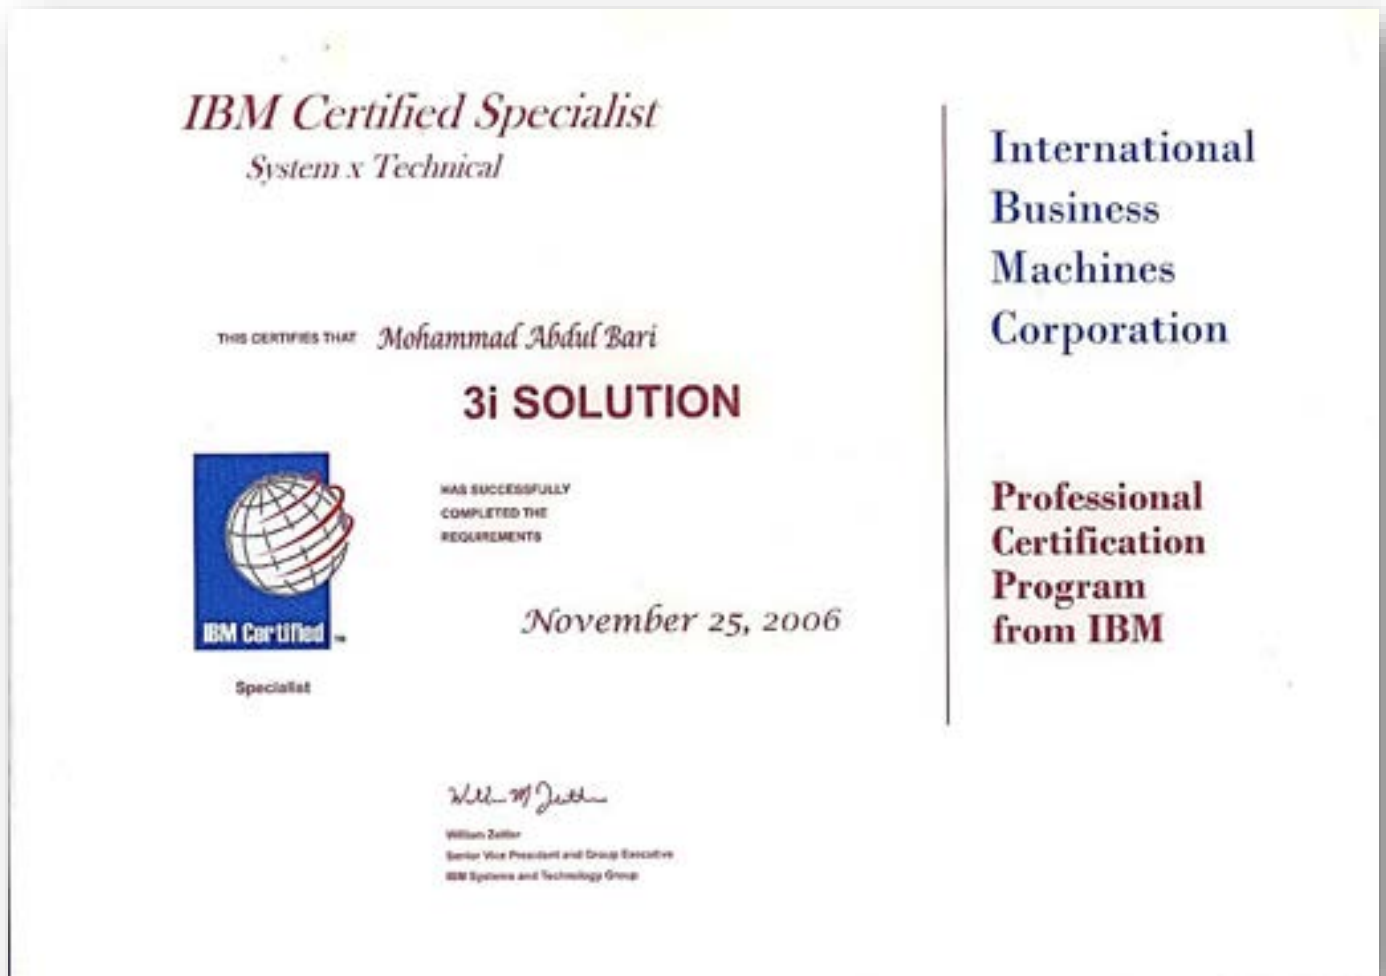 IBM Certified Specialist
System x Technical
THIS CERTIFIES THAT Mohammad Abdul Bari
3i SOLUTION
HAS SUCCESSFULLY
COMPLETED THE
REQUIREMENTS
November 25, 2006
IBM Certified TM
Specialist
William Zeitler
Senior Vice President and Group Executive
IBM Systems and Technology Group
International
Business
Machines
Corporation
Professional
Certification
Program
from IBM